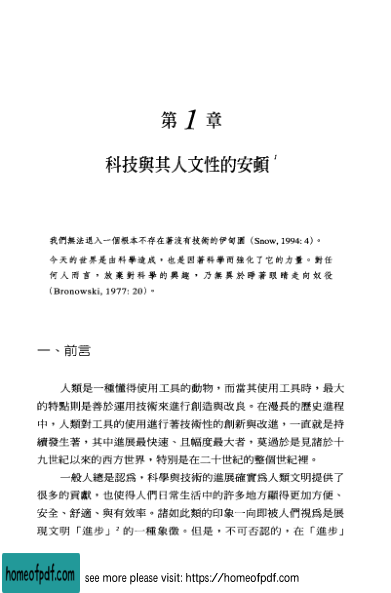 第1章
科技與其人文性的安頓1
我們無法退入一個根本不存在著沒有技術的伊甸園（Snow, 1994: 4）。
今天的世界是由科學造成，也是因著科學而強化了它的力量。對任
何人而言，放棄對科學的興趣，乃無異於睜著眼睛走向奴役
（Bronowski, 1977: 20）。
一、前言
人類是一種懂得使用工具的動物，而當其使用工具時，最大
的特點則是善於運用技術來進行創造與改良。在漫長的歷史進程
中，人類對工具的使用進行著技術性的創新與改進，一直就是持
續發生著，其中進展最快速、且幅度最大者，莫過於是見諸於十
九世紀以來的西方世界，特別是在二十世紀的整個世紀裡。
一般人總是認為，科學與技術的進展確實為人類文明提供了
很多的貢獻，也使得人們日常生活中的許多地方顯得更加方便、
安全、舒適、與有效率。諸如此類的印象一向即被人們視為是展
現文明「進步」2的一種象徵。但是，不可否認的，在「進步」
homeofpdf.com see more please visit: https://homeofpdf.com